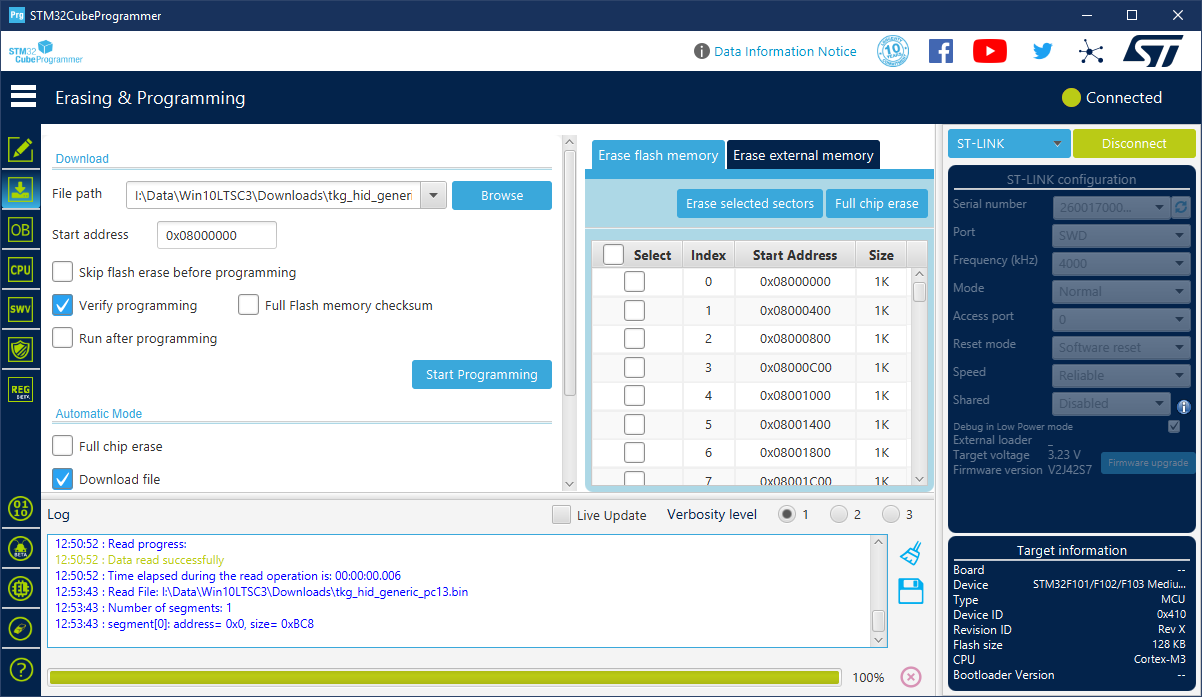 Prg STM32CubeProgrammer
STM32
CubeProgrammer
Data Information Notice
10
YEARS
ST
Erasing & Programming
Connected
OB
CPU
SWV
REG
BETA
01
10
BETA
EL
?
Download
File path
I:\Data\Win10LTSC3\Downloads\tkg_hid_generi
Browse
Start address
0x08000000
Skip flash erase before programming
Verify programming
Full Flash memory checksum
Run after programming
Start Programming
Automatic Mode
Full chip erase
Download file
Erase flash memory
Erase external memory
Erase selected sectors
Full chip erase
Select Index Start Address Size
0 0x08000000 1K
1 0x08000400 1K
2 0x08000800 1K
3 0x08000C00 1K
4 0x08001000 1K
5 0x08001400 1K
6 0x08001800 1K
7 0x08001C00 1K
Log
Live Update
Verbosity level
1
2
3
12:50:52 : Read progress:
12:50:52 : Data read successfully
12:50:52 : Time elapsed during the read operation is: 00:00:00.006
12:53:43 : Read File: I:\Data\Win10LTSC3\Downloads\tkg_hid_generic_pc13.bin
12:53:43 : Number of segments: 1
12:53:43 : segment[0]: address= 0x0, size= 0xBC8
100%
ST-LINK
Disconnect
ST-LINK configuration
Serial number 260017000...
Port SWD
Frequency (kHz) 4000
Mode Normal
Access port 0
Reset mode Software reset
Speed Reliable
Shared Disabled
Debug in Low Power mode
External loader _
Target voltage 3.23 V
Firmware version V2J42S7
Firmware upgrade
Target information
Board --
Device STM32F101/F102/F103 Mediu...
Type MCU
Device ID 0x410
Revision ID Rev X
Flash size 128 KB
CPU Cortex-M3
Bootloader Version --